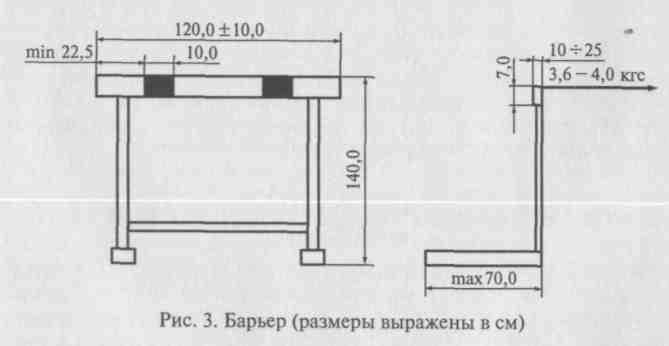 120,0 ± 10,0
min 22,5
10,0
10÷25
7,0
3,6 – 4,0 кгс
140,0
max 70,0
Рис. 3. Барьер (размеры выражены в см)